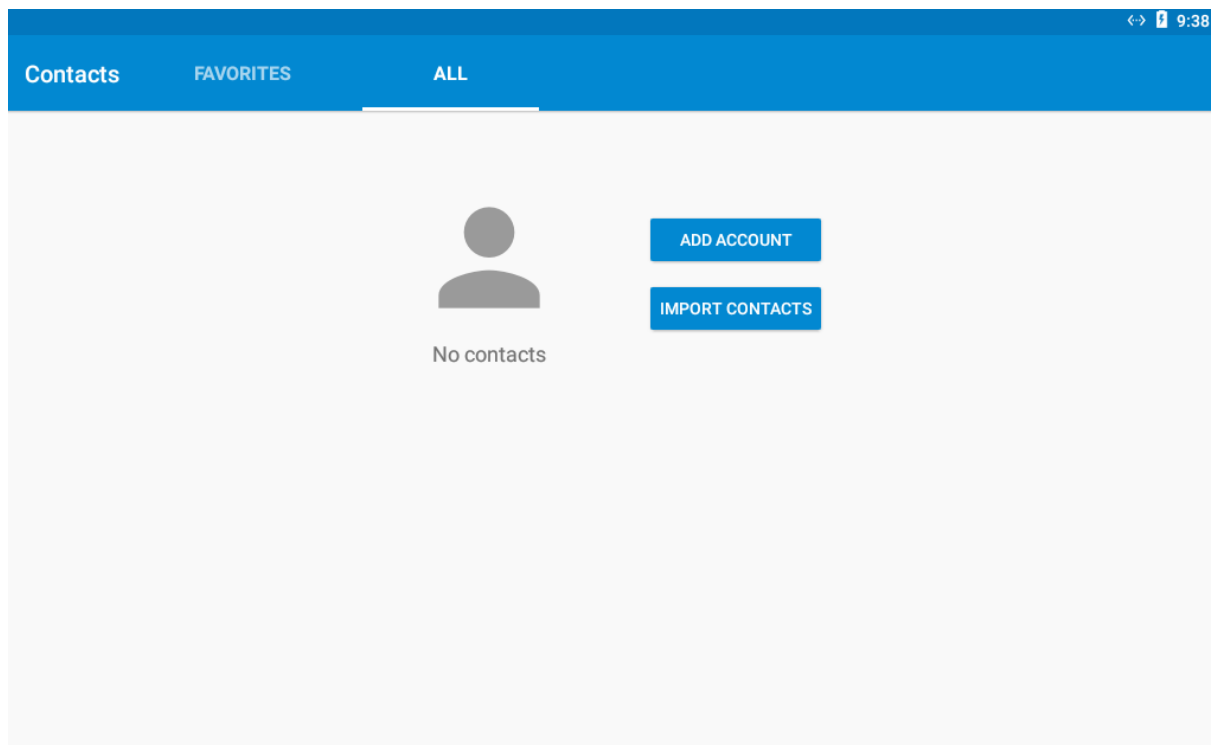 9:38
Contacts FAVORITES ALL
ADD ACCOUNT
IMPORT CONTACTS
No contacts